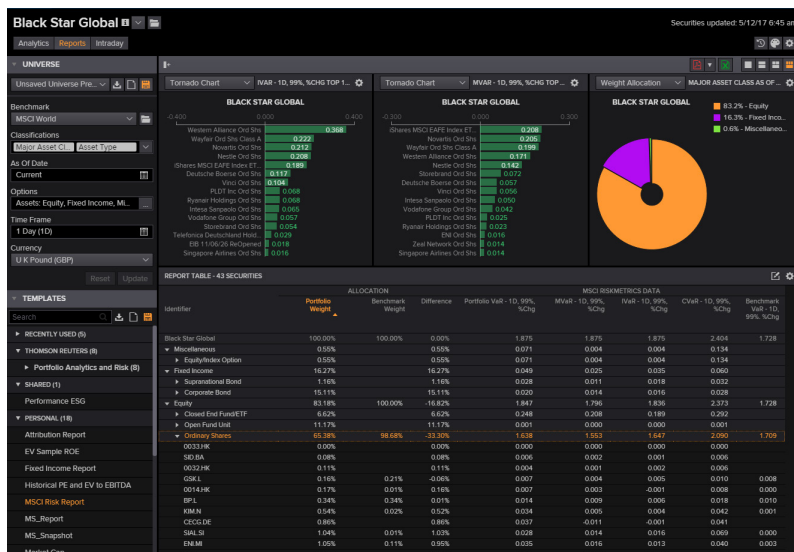 Black Star Global
Securities updated: 5/12/17 6:45 am
Analytics Reports Intraday
UNIVERSE
Unsaved Universe Pre...
Benchmark
MSCI World
Classifications
Major Asset Cl... Asset Type
As Of Date
Current
Options
Assets: Equity, Fixed Income, Mi...
Time Frame
1 Day (1D)
Currency
U K Pound (GBP)
Reset Update
TEMPLATES
Search
RECENTLY USED (5)
THOMSON REUTERS (8)
Portfolio Analytics and Risk (8)
SHARED (1)
Performance ESG
PERSONAL (18)
Attribution Report
EV Sample ROE
Fixed Income Report
Historical PE and EV to EBITDA
MSCI Risk Report
MS_Report
MS_Snapshot
Tornado Chart IVAR - 1D, 99%, %CHG TOP 1...
BLACK STAR GLOBAL
-0.400 0.000 0.400
Western Alliance Ord Shs 0.368
Wayfair Ord Shs Class A 0.222
Novartis Ord Shs 0.212
Nestle Ord Shs 0.208
iShares MSCI EAFE Index ET... 0.189
Deutsche Boerse Ord Shs 0.117
Vinci Ord Shs 0.104
PLDT Inc Ord Shs 0.068
Ryanair Holdings Ord Shs 0.068
Intesa Sanpaolo Ord Shs 0.065
Vodafone Group Ord Shs 0.057
Storebrand Ord Shs 0.054
Telefonica Deutschland Hold... 0.029
EIB 11/06/26 ReOpened 0.018
Singapore Airlines Ord Shs 0.016
Tornado Chart MVAR - 1D, 99%, %CHG TOP ...
BLACK STAR GLOBAL
-0.300 0.000 0.300
iShares MSCI EAFE Index ET... 0.208
Novartis Ord Shs 0.205
Wayfair Ord Shs Class A 0.199
Western Alliance Ord Shs 0.171
Nestle Ord Shs 0.142
Storebrand Ord Shs 0.072
Deutsche Boerse Ord Shs 0.057
Vinci Ord Shs 0.056
Intesa Sanpaolo Ord Shs 0.050
Vodafone Group Ord Shs 0.042
PLDT Inc Ord Shs 0.025
Ryanair Holdings Ord Shs 0.023
ENI Ord Shs 0.016
Zeal Network Ord Shs 0.014
Singapore Airlines Ord Shs 0.014
Weight Allocation MAJOR ASSET CLASS AS OF ...
BLACK STAR GLOBAL
83.2% - Equity
16.3% - Fixed Inco...
0.6% - Miscellaneo...
REPORT TABLE - 43 SECURITIES
ALLOCATION MSCI RISKMETRICS DATA
Identifier Portfolio Weight Benchmark Weight Difference Portfolio VaR - 1D, 99%, %Chg MVaR - 1D, 99%, %Chg IVaR - 1D, 99%, %Chg CVaR - 1D, 99%, %Chg Benchmark VaR - 1D, 99%, %Chg
Black Star Global 100.00% 100.00% 0.00% 1.875 1.875 1.875 2.404 1.728
Miscellaneous 0.55% 0.55% 0.071 0.004 0.004 0.134
Equity/Index Option 0.55% 0.55% 0.071 0.004 0.004 0.134
Fixed Income 16.27% 16.27% 0.049 0.025 0.035 0.060
Supranational Bond 1.16% 1.16% 0.028 0.011 0.018 0.032
Corporate Bond 15.11% 15.11% 0.020 0.014 0.016 0.028
Equity 83.18% 100.00% -16.82% 1.847 1.796 1.836 2.373 1.728
Closed End Fund/ETF 6.62% 6.62% 0.248 0.208 0.189 0.292
Open Fund Unit 11.17% 11.17% 0.001 0.000 0.000 0.001
Ordinary Shares 65.38% 98.68% -33.30% 1.638 1.553 1.647 2.090 1.709
0033.HK 0.00% 0.00% 0.000 0.000 0.000 0.000
SID.BA 0.08% 0.08% 0.006 0.002 0.001 0.006
0032.HK 0.11% 0.11% 0.004 0.001 0.002 0.006
GSK.L 0.16% 0.21% -0.06% 0.007 0.004 0.005 0.010 0.008
0014.HK 0.17% 0.01% 0.16% 0.007 0.003 -0.001 0.008 0.000
BP.L 0.34% 0.34% 0.01% 0.014 0.009 0.006 0.018 0.010
KIM.N 0.54% 0.02% 0.52% 0.034 0.005 0.004 0.042 0.001
CECG.DE 0.86% 0.86% 0.037 -0.011 -0.001 0.041
SIAL.SI 1.04% 0.01% 1.03% 0.028 0.014 0.016 0.069 0.000
ENI.MI 1.05% 0.11% 0.95% 0.035 0.016 0.013 0.040 0.003